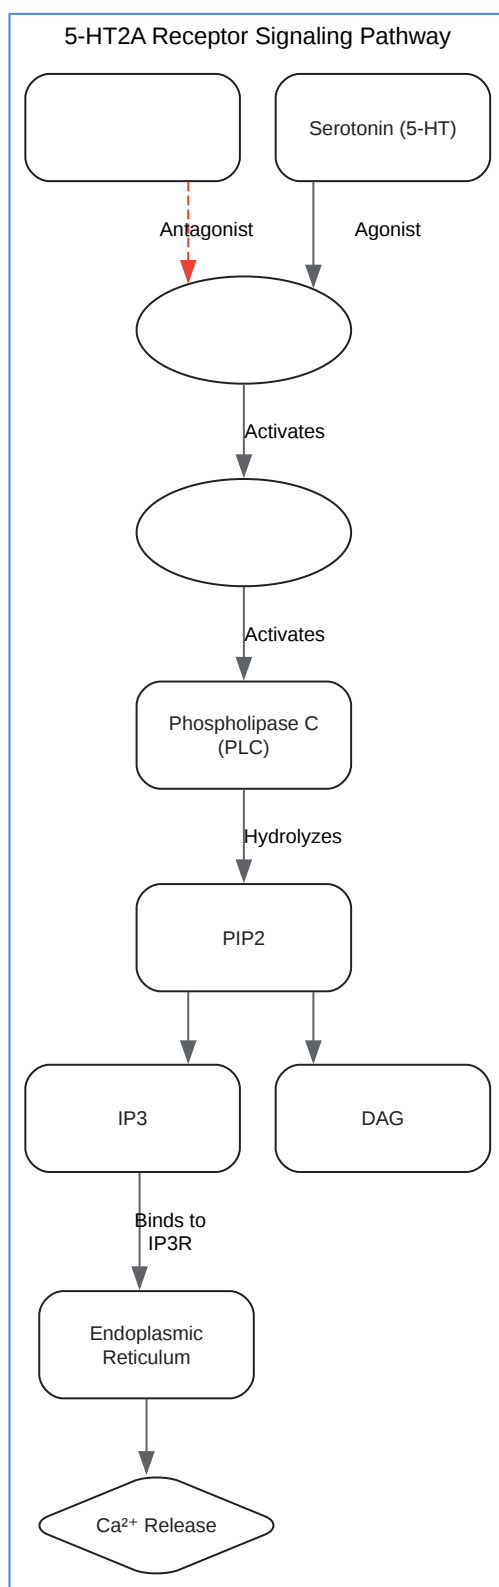 5-HT2A Receptor Signaling Pathway
Serotonin (5-HT)
Antagonist
Agonist
Activates
Activates
Phospholipase C
(PLC)
Hydrolyzes
PIP2
IP3
DAG
Binds to
IP3R
Endoplasmic
Reticulum
Ca²⁺ Release